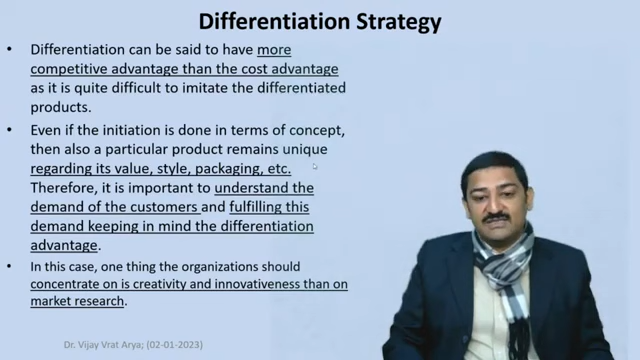 Differentiation Strategy
• Differentiation can be said to have more
competitive advantage than the cost advantage
as it is quite difficult to imitate the differentiated
products.
• Even if the initiation is done in terms of concept,
then also a particular product remains unique
regarding its value, style, packaging, etc.
Therefore, it is important to understand the
demand of the customers and fulfilling this
demand keeping in mind the differentiation
advantage.
• In this case, one thing the organizations should
concentrate on is creativity and innovativeness than on
market research.
Dr. Vijay Vrat Arya; (02-01-2023)